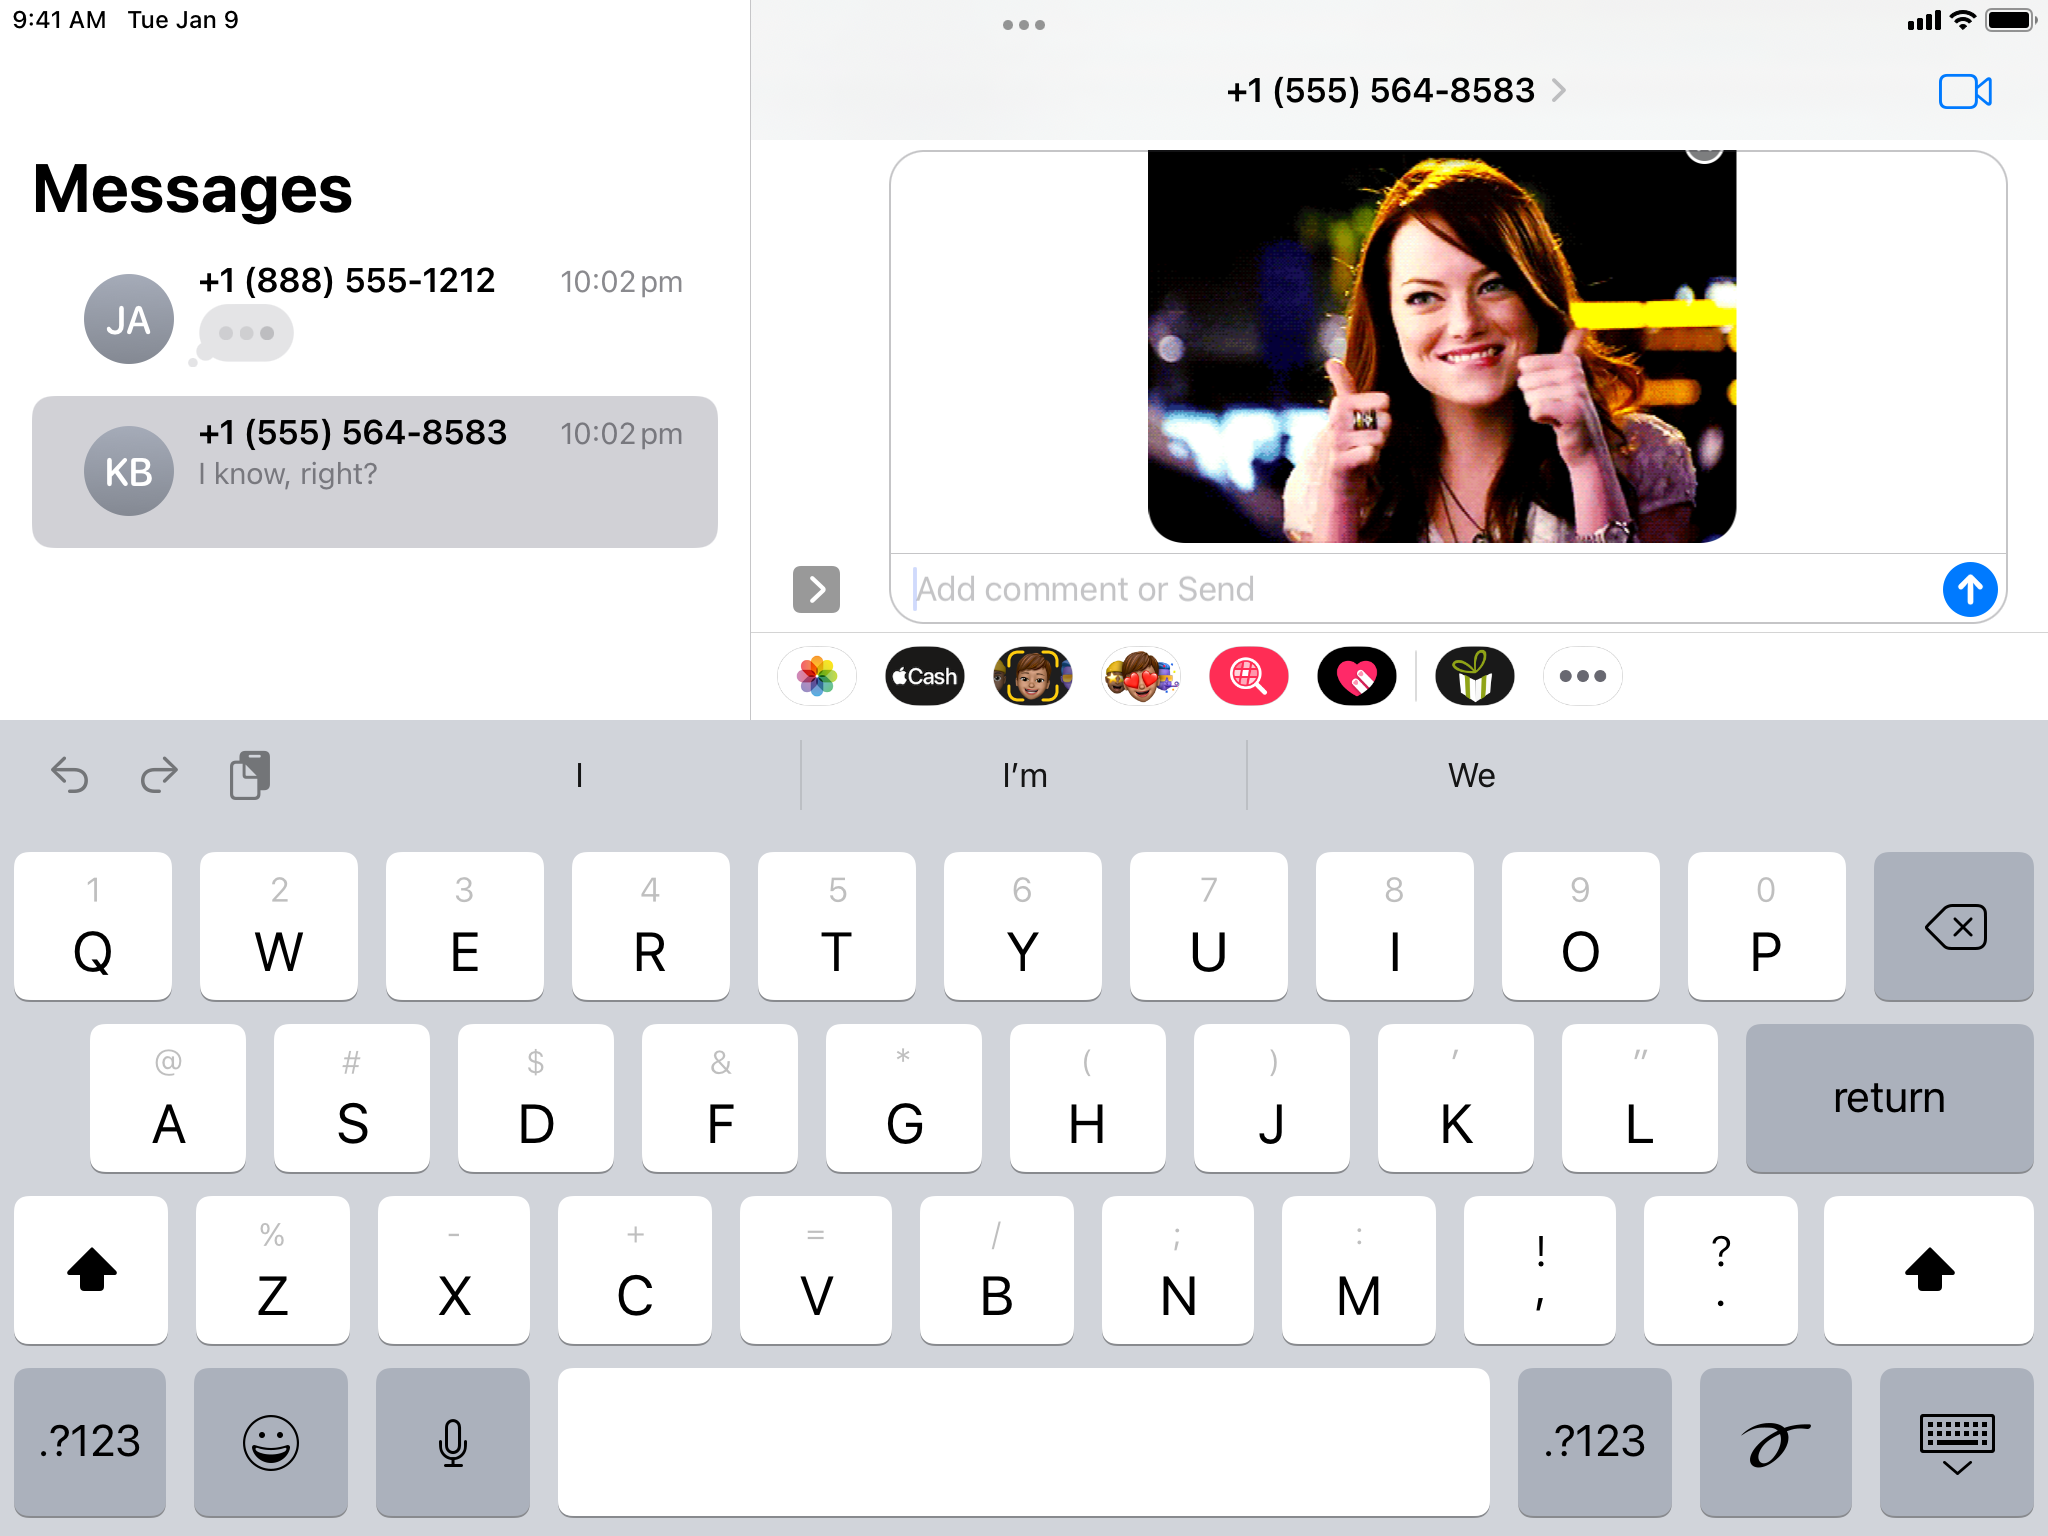 9:41 AM Tue Jan 9
+1 (555) 564-8583
Messages
JA
+1 (888) 555-1212 10:02 pm
KB
+1 (555) 564-8583 10:02 pm
I know, right?
Add comment or Send
Cash
I I’m We
1 2 3 4 5 6 7 8 9 0
Q W E R T Y U I O P
@ # $ & * ( ) ' "
A S D F G H J K L return
% - + = / ; : ! ?
Z X C V B N M , .
.?123 .?123